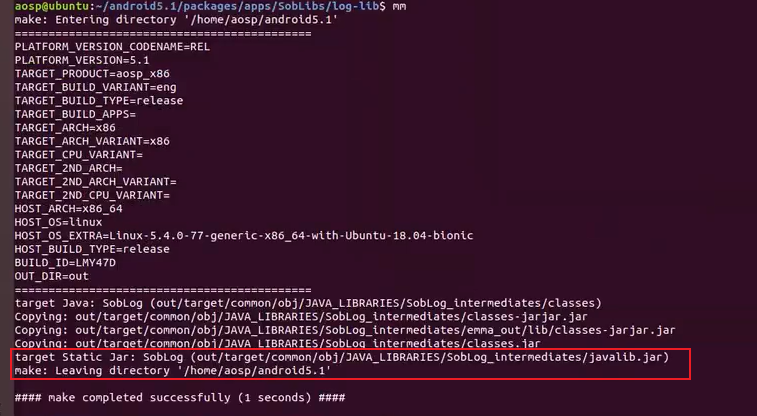 aosp@ubuntu:~/android5.1/packages/apps/SobLibs/log-lib$ mm
make: Entering directory '/home/aosp/android5.1'
============================================
PLATFORM_VERSION_CODENAME=REL
PLATFORM_VERSION=5.1
TARGET_PRODUCT=aosp_x86
TARGET_BUILD_VARIANT=eng
TARGET_BUILD_TYPE=release
TARGET_BUILD_APPS=
TARGET_ARCH=x86
TARGET_ARCH_VARIANT=x86
TARGET_CPU_VARIANT=
TARGET_2ND_ARCH=
TARGET_2ND_ARCH_VARIANT=
TARGET_2ND_CPU_VARIANT=
HOST_ARCH=x86_64
HOST_OS=linux
HOST_OS_EXTRA=Linux-5.4.0-77-generic-x86_64-with-Ubuntu-18.04-bionic
HOST_BUILD_TYPE=release
BUILD_ID=LMY47D
OUT_DIR=out
============================================
target Java: SobLog (out/target/common/obj/JAVA_LIBRARIES/SobLog_intermediates/classes)
Copying: out/target/common/obj/JAVA_LIBRARIES/SobLog_intermediates/classes-jarjar.jar
Copying: out/target/common/obj/JAVA_LIBRARIES/SobLog_intermediates/emma_out/lib/classes-jarjar.jar
Copying: out/target/common/obj/JAVA_LIBRARIES/SobLog_intermediates/classes.jar
target Static Jar: SobLog (out/target/common/obj/JAVA_LIBRARIES/SobLog_intermediates/javalib.jar)
make: Leaving directory '/home/aosp/android5.1'
#### make completed successfully (1 seconds) ####